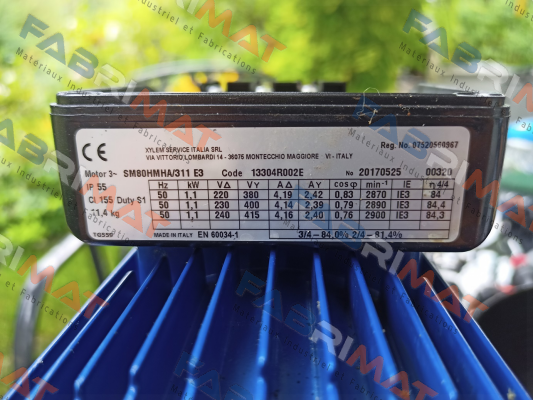 FABRIMAT
Matériaux Industriels et Fabrications
XYLEM SERVICE ITALIA SRL
VIA VITTORIO LOMBARDI 14 - 36075 MONTECCHIO MAGGIORE VI - ITALY
Reg. No. 07520560967
CE
Motor 3~ SM80HMHA/311 E3 Code 13304R002E No 20170525 00320
IP 55 Hz kW V△ VY A△ AY cosφ min⁻¹ IE η 4/4
50 1,1 220 380 4,19 2,42 0,83 2870 IE3 84
Cl 155 Duty S1 50 1,1 230 400 4,14 2,39 0,79 2890 IE3 84,4
11,4 kg 50 1,1 240 415 4,16 2,40 0,76 2900 IE3 84,3
TG559 MADE IN ITALY EN 60034-1 3/4–84,0% 2/4–81,4%